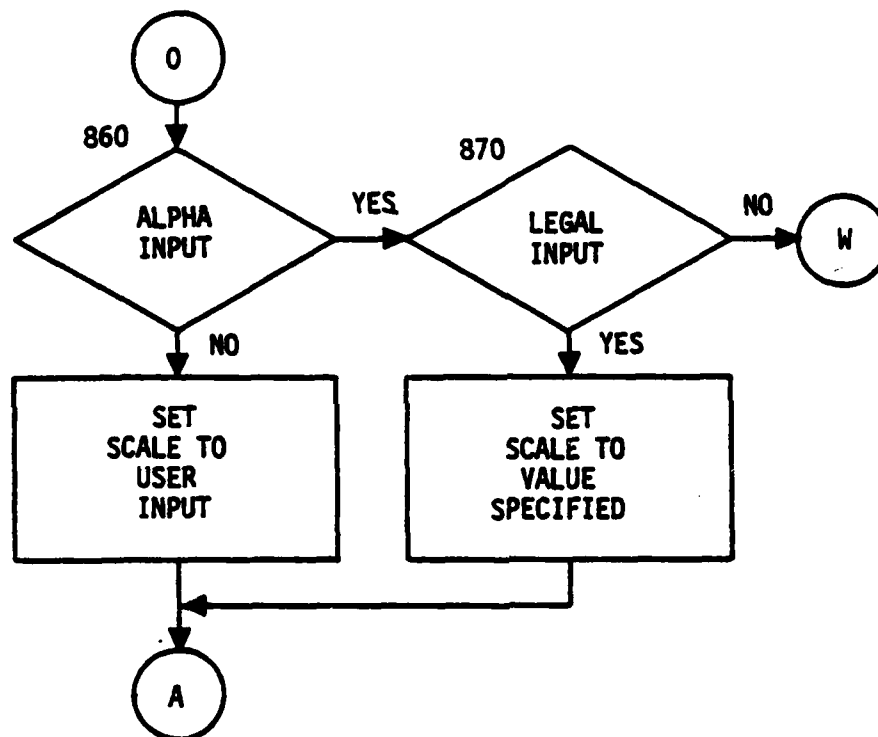 O
860
ALPHA
INPUT
YES
870
LEGAL
INPUT
NO
W
NO
SET
SCALE TO
USER
INPUT
YES
SET
SCALE TO
VALUE
SPECIFIED
A